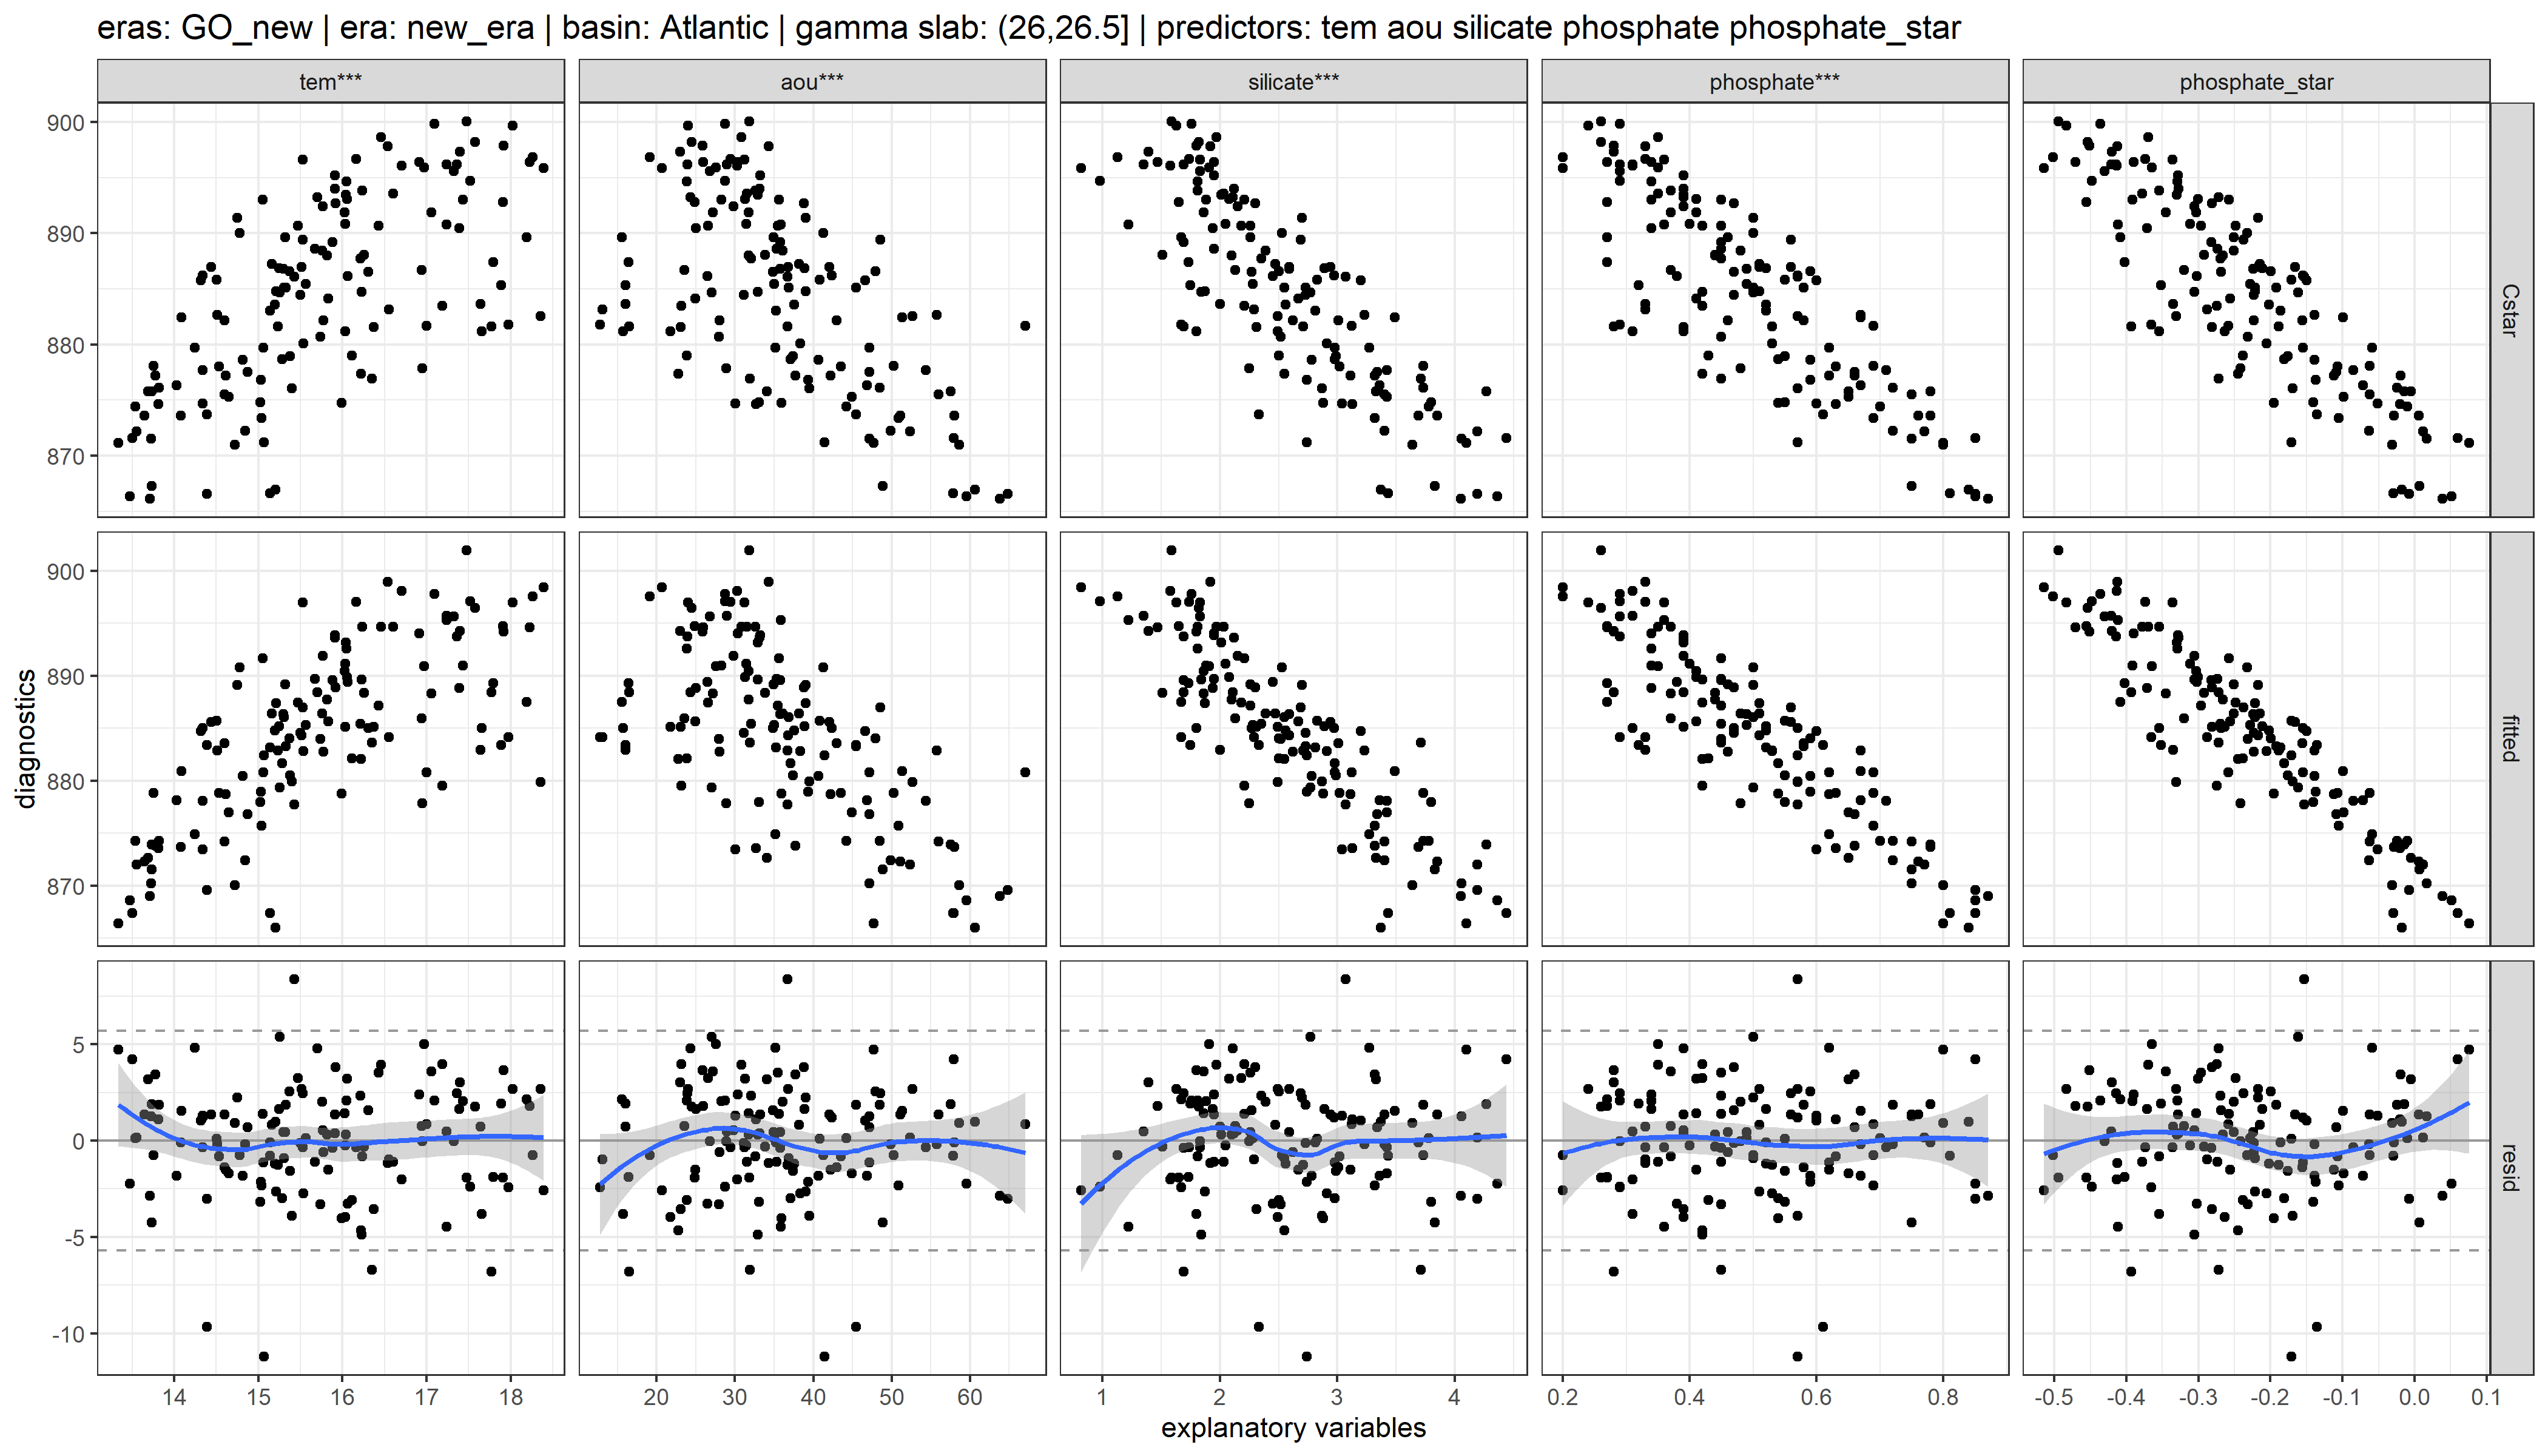 eras: GO_new | era: new_era | basin: Atlantic | gamma slab: (26,26.5] | predictors: tem aou silicate phosphate phosphate_star
tem*** aou*** silicate*** phosphate*** phosphate_star
900
890
880
870
Cstar
900
890
880
870
fitted
diagnostics
5
0
-5
-10
resid
14 15 16 17 18 20 30 40 50 60 1 2 3 4 0.2 0.4 0.6 0.8 -0.5 -0.4 -0.3 -0.2 -0.1 0.0 0.1
explanatory variables